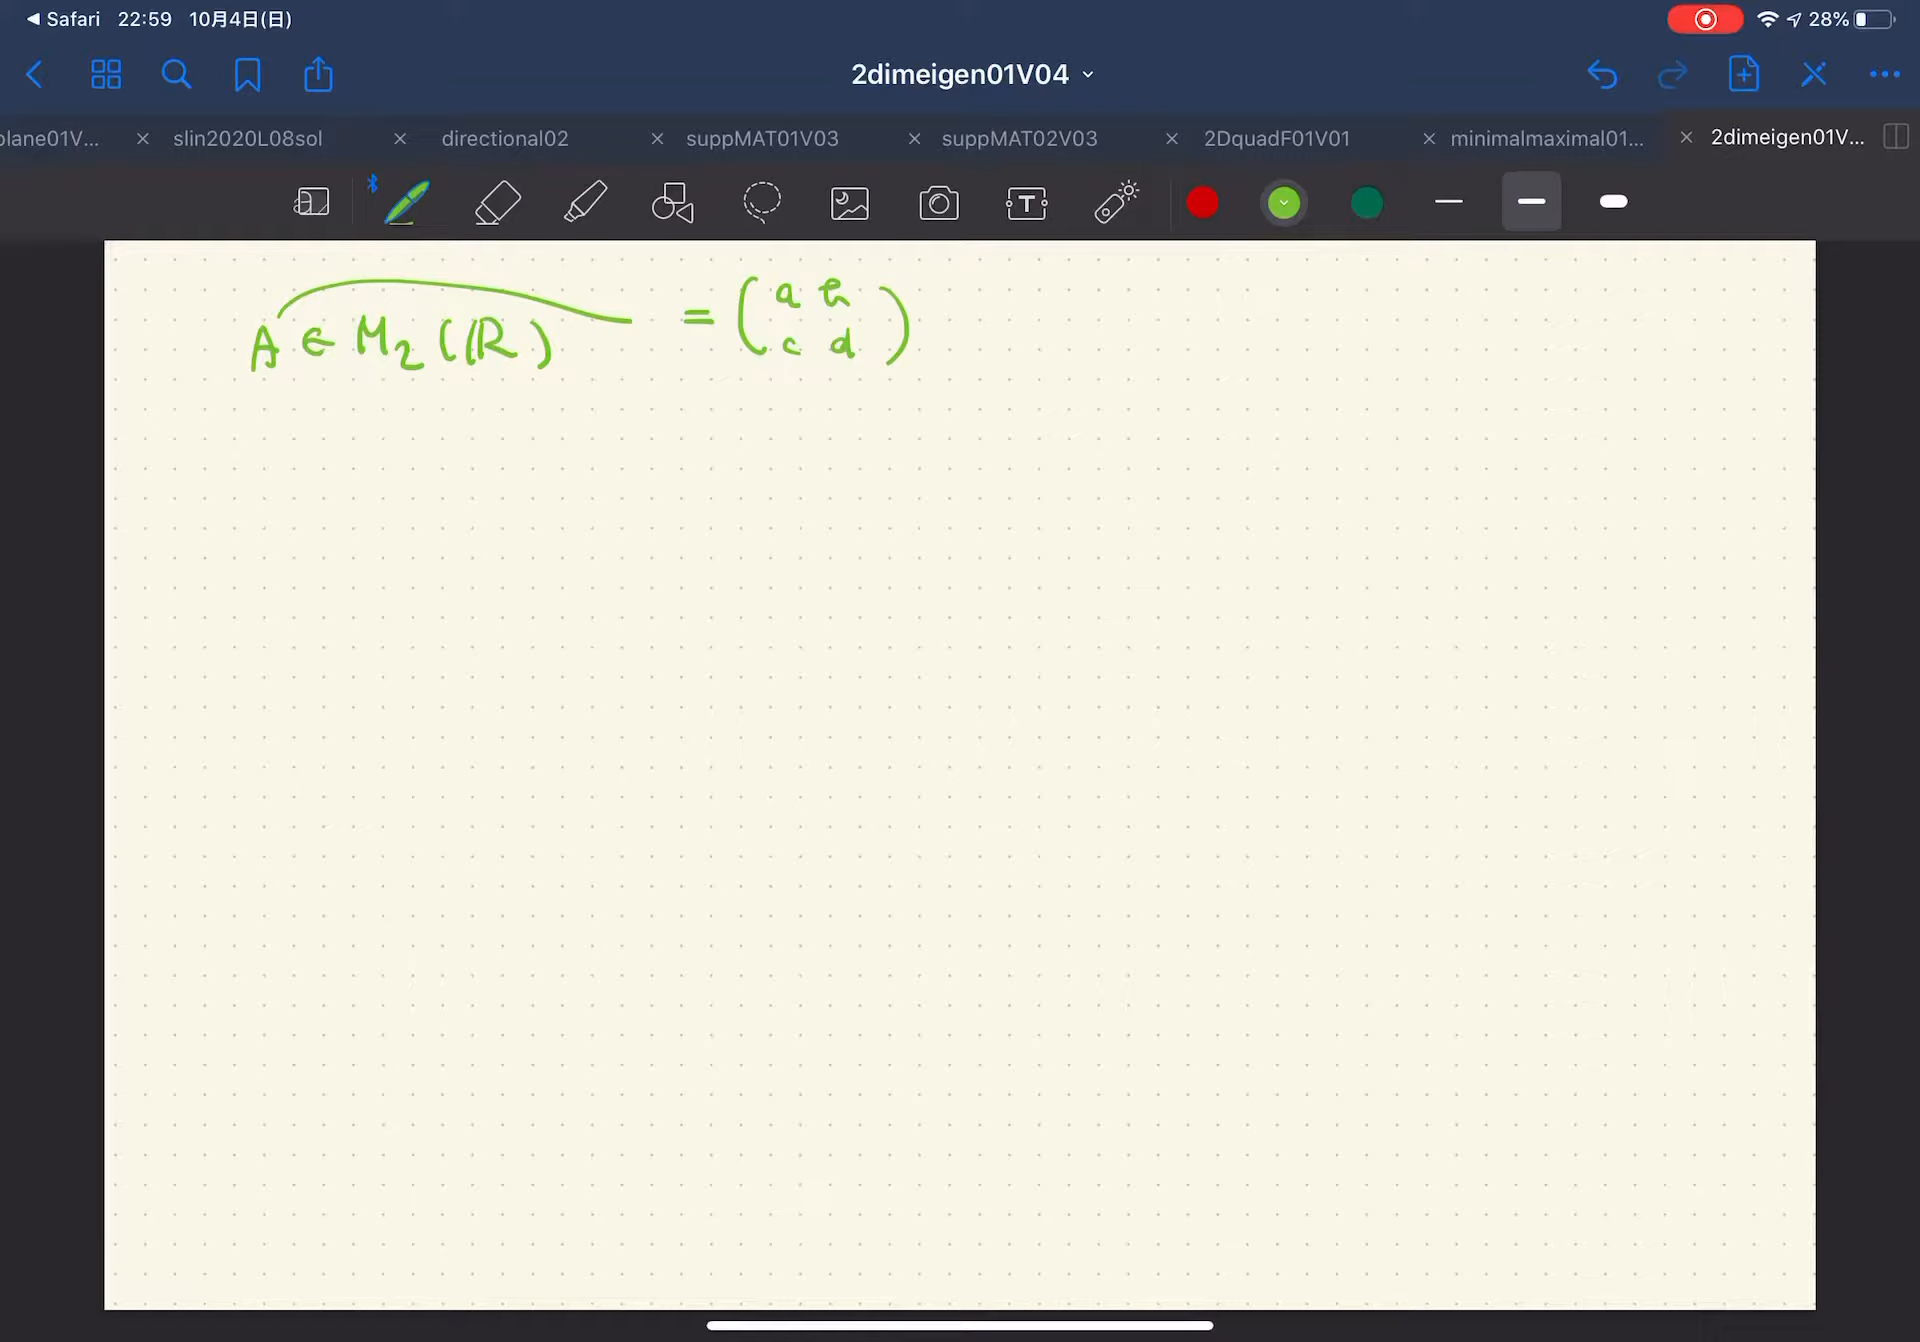 Safari 22:59 10月4日(日) 28%
2dimeigen01V04
plane01V... slin2020L08sol directional02 suppMAT01V03 suppMAT02V03 2DquadF01V01 minimalmaximal01... 2dimeigen01V...
T
A ∈ M₂(ℝ) = (a b
c d)